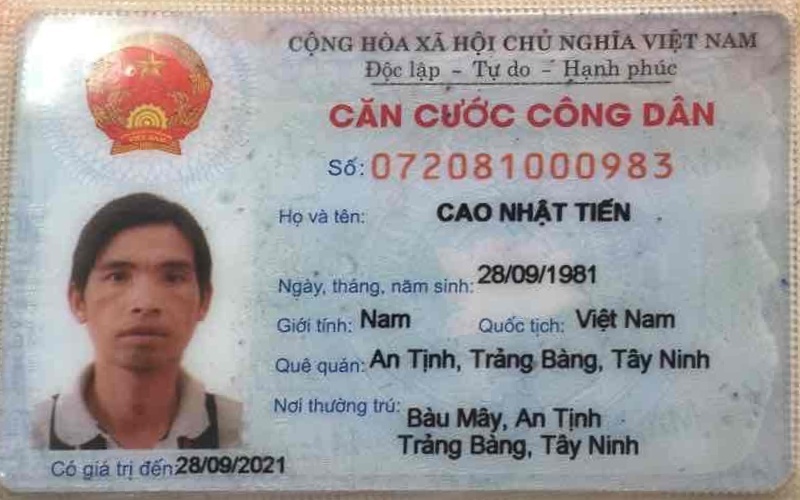 CỘNG HÒA XÃ HỘI CHỦ NGHĨA VIỆT NAM
Độc lập - Tự do - Hạnh phúc
CĂN CƯỚC CÔNG DÂN
Số: 072081000983
Họ và tên: CAO NHẬT TIẾN
Ngày, tháng, năm sinh: 28/09/1981
Giới tính: Nam Quốc tịch: Việt Nam
Quê quán: An Tịnh, Trảng Bàng, Tây Ninh
Nơi thường trú: Bàu Mây, An Tịnh
Trảng Bàng, Tây Ninh
Có giá trị đến: 28/09/2021